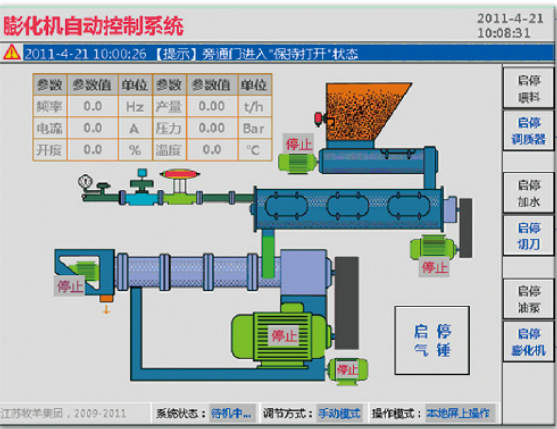 膨化机自动控制系统
2011-4-21
10:08:31
2011-4-21 10:00:26 【提示】旁通门进入"保持打开"状态
参数 参数值 单位 参数 参数值 单位
频率 0.0 Hz 产量 0.00 t/h
电流 0.0 A 压力 0.00 Bar
开度 0.0 % 温度 0.0 ℃
启停
喂料
启停
调质器
启停
加水
启停
切刀
启停
油泵
启停
膨化机
停止
停止
停止
停止
停止
启 停
气 锤
江苏牧羊集团，2009-2011
系统状态：待机中... 调节方式：手动模式 操作模式：本地屏上操作